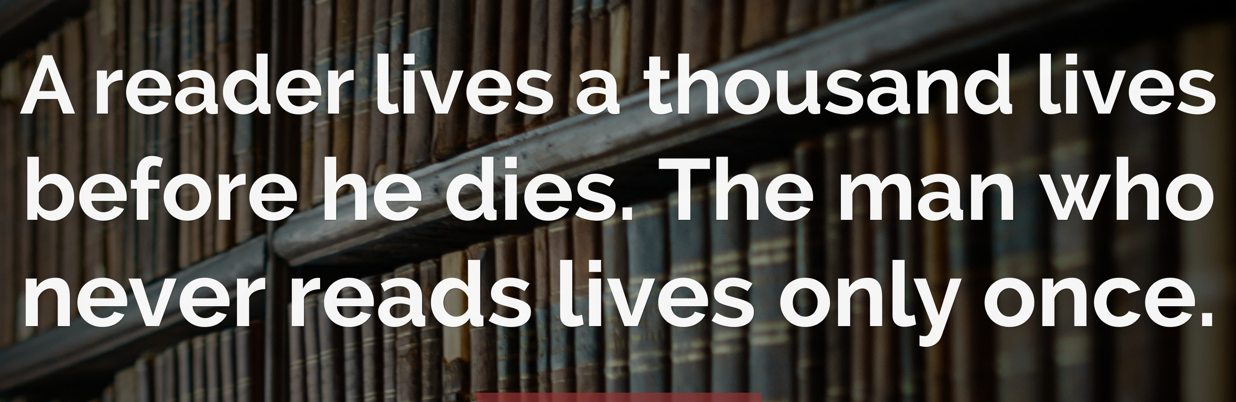 A reader lives a thousand lives
before he dies. The man who
never reads lives only once.